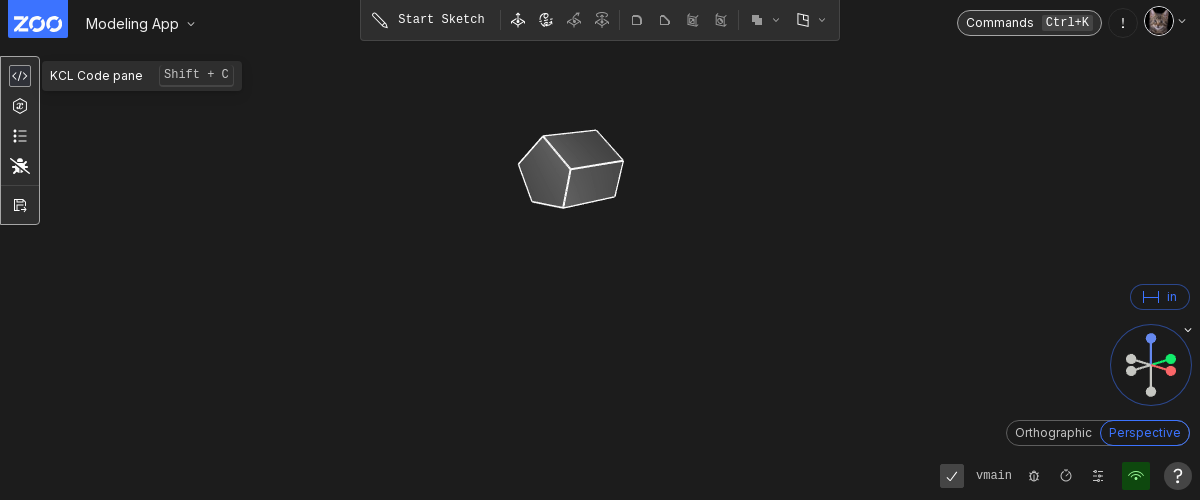 ZOO
Modeling App
Start Sketch
Commands Ctrl+K
!
KCL Code pane Shift + C
in
Orthographic Perspective
vmain
?